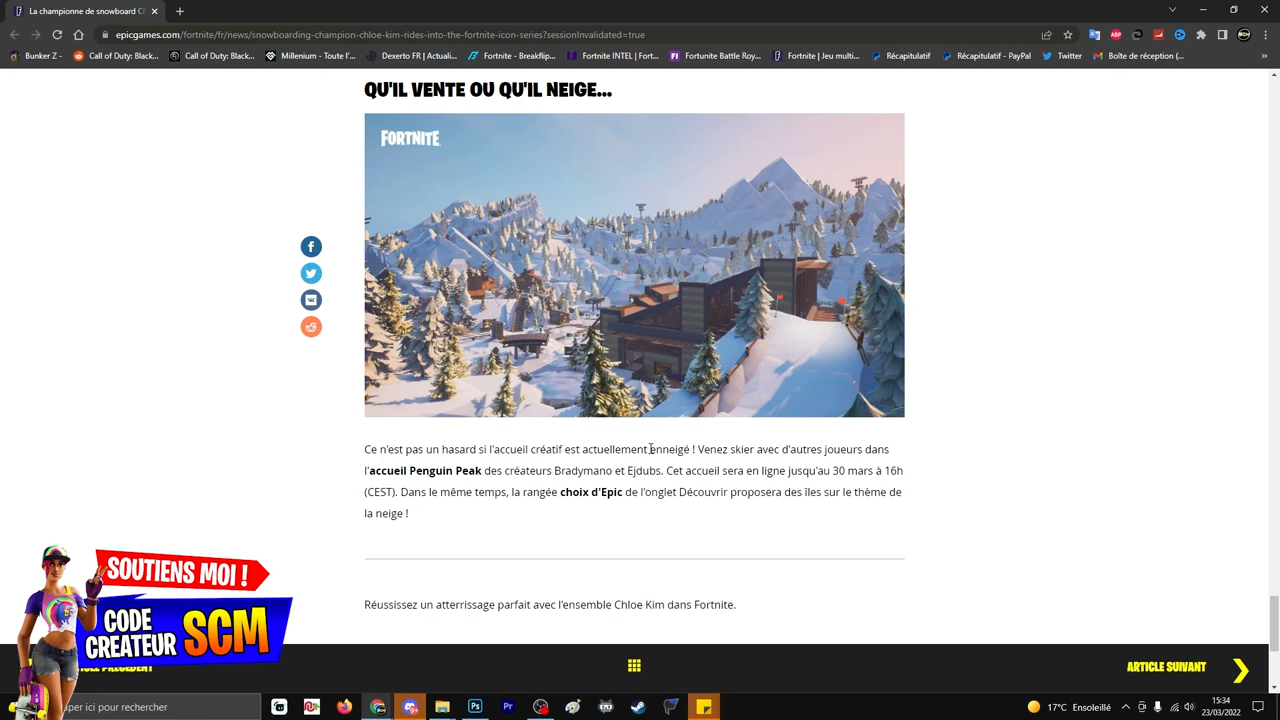 La championne de snowboard C
epicgames.com/fortnite/fr/news/snowboarding-champion-chloe-kim-rides-into-the-fortnite-icon-series?sessionInvalidated=true
Bunker Z -
Call of Duty: Black...
Call of Duty: Black...
Millenium - Toute l'...
Dexerto FR | Actuali...
Fortnite - Breakflip...
Fortnite INTEL | Fort...
Fortunite Battle Roy...
Fortnite | Jeu multi...
Récapitulatif
Récapitulatif - PayPal
Twitter
Boîte de réception (...
»
QU'IL VENTE OU QU'IL NEIGE...
FORTNITE
Ce n'est pas un hasard si l'accueil créatif est actuellement enneigé ! Venez skier avec d'autres joueurs dans
l'accueil Penguin Peak des créateurs Bradymano et Ejdubs. Cet accueil sera en ligne jusqu'au 30 mars à 16h
(CEST). Dans le même temps, la rangée choix d'Epic de l'onglet Découvrir proposera des îles sur le thème de
la neige !
Réussissez un atterrissage parfait avec l'ensemble Chloe Kim dans Fortnite.
SOUTIENS MOI !
CODE
CREATEUR SCM
ARTICLE SUIVANT
per ici pour rechercher
17°C Ensoleillé
15:34
23/03/2022